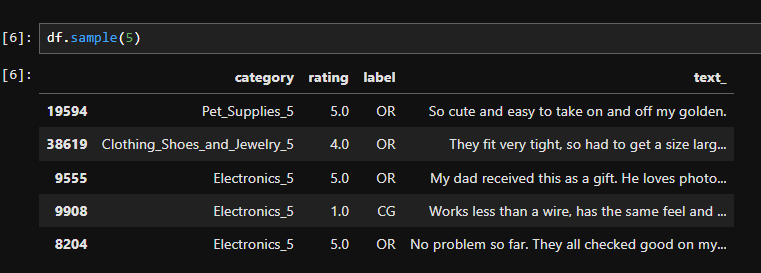 [6]: df.sample(5)
[6]: category rating label text_
19594 Pet_Supplies_5 5.0 OR So cute and easy to take on and off my golden.
38619 Clothing_Shoes_and_Jewelry_5 4.0 OR They fit very tight, so had to get a size larg...
9555 Electronics_5 5.0 OR My dad received this as a gift. He loves photo...
9908 Electronics_5 1.0 CG Works less than a wire, has the same feel and ...
8204 Electronics_5 5.0 OR No problem so far. They all checked good on my...